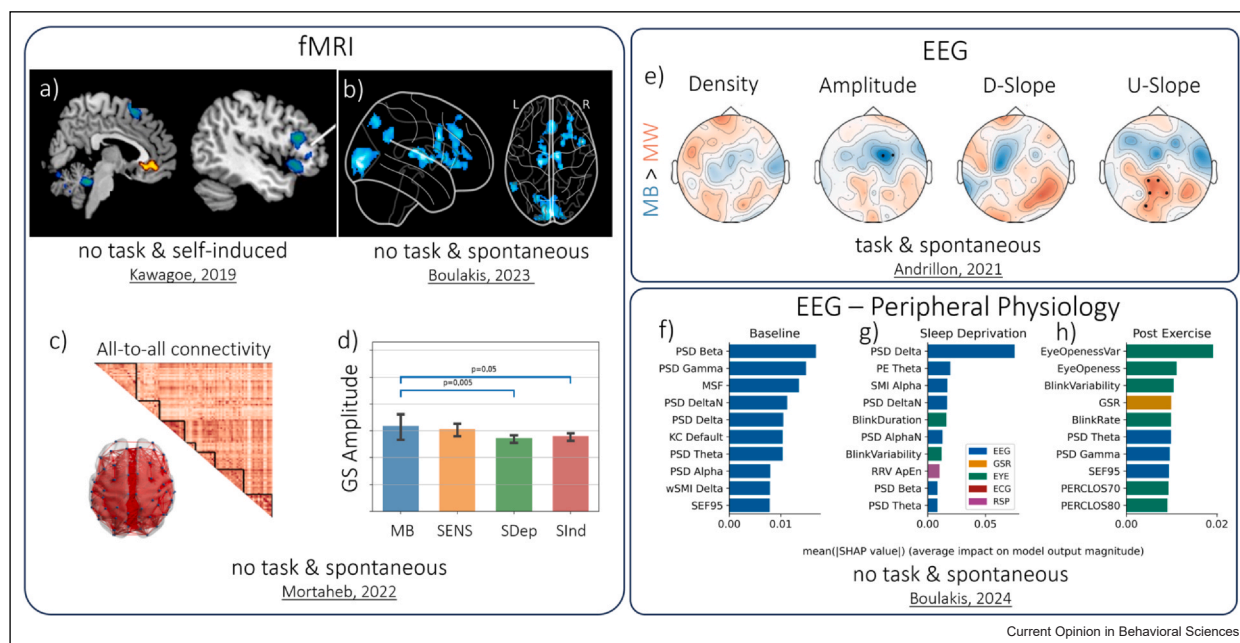 fMRI
a)
b)
L
R
no task & self-induced
Kawagoe, 2019
no task & spontaneous
Boulakis, 2023
c)
All-to-all connectivity
d)
GS Amplitude
p=0.05
p=0,005
MB
SENS
SDep
SInd
no task & spontaneous
Mortaheb, 2022
EEG
e)
Density
Amplitude
D-Slope
U-Slope
MB > MW
task & spontaneous
Andrillon, 2021
EEG – Peripheral Physiology
f)
Baseline
PSD Beta
PSD Gamma
MSF
PSD DeltaN
PSD Delta
KC Default
PSD Theta
PSD Alpha
wSMI Delta
SEF95
0.00
0.01
g)
Sleep Deprivation
PSD Delta
PE Theta
SMI Alpha
PSD DeltaN
BlinkDuration
PSD AlphaN
BlinkVariability
RRV ApEn
PSD Beta
PSD Theta
EEG
GSR
EYE
ECG
RSP
0.00
0.05
h)
Post Exercise
EyeOpenessVar
EyeOpeness
BlinkVariability
GSR
BlinkRate
PSD Theta
PSD Gamma
SEF95
PERCLOS70
PERCLOS80
0.00
0.02
mean(|SHAP value|) (average impact on model output magnitude)
no task & spontaneous
Boulakis, 2024
Current Opinion in Behavioral Sciences